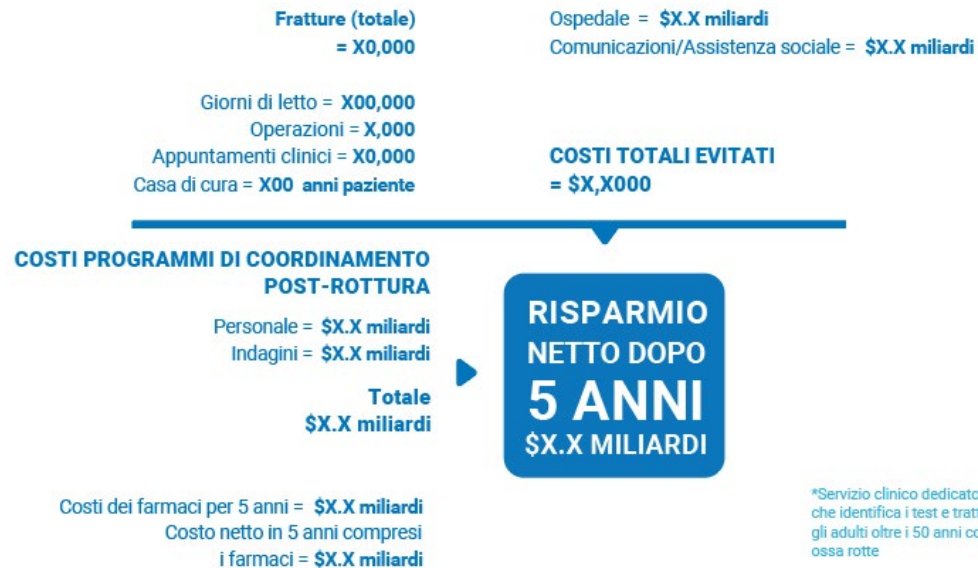 Fratture (totale)
= X0,000
Giorni di letto = X00,000
Operazioni = X,000
Appuntamenti clinici = X0,000
Casa di cura = X00 anni paziente
Ospedale = $X.X miliardi
Comunicazioni/Assistenza sociale = $X.X miliardi
COSTI TOTALI EVITATI
= $X,X000
COSTI PROGRAMMI DI COORDINAMENTO
POST-ROTTURA
Personale = $X.X miliardi
Indagini = $X.X miliardi
Totale
$X.X miliardi
RISPARMIO
NETTO DOPO
5 ANNI
$X.X MILIARDI
Costi dei farmaci per 5 anni = $X.X miliardi
Costo netto in 5 anni compresi
i farmaci = $X.X miliardi
*Servizio clinico dedicato
che identifica i test e
gli adulti oltre i 50 anni
ossa rotte